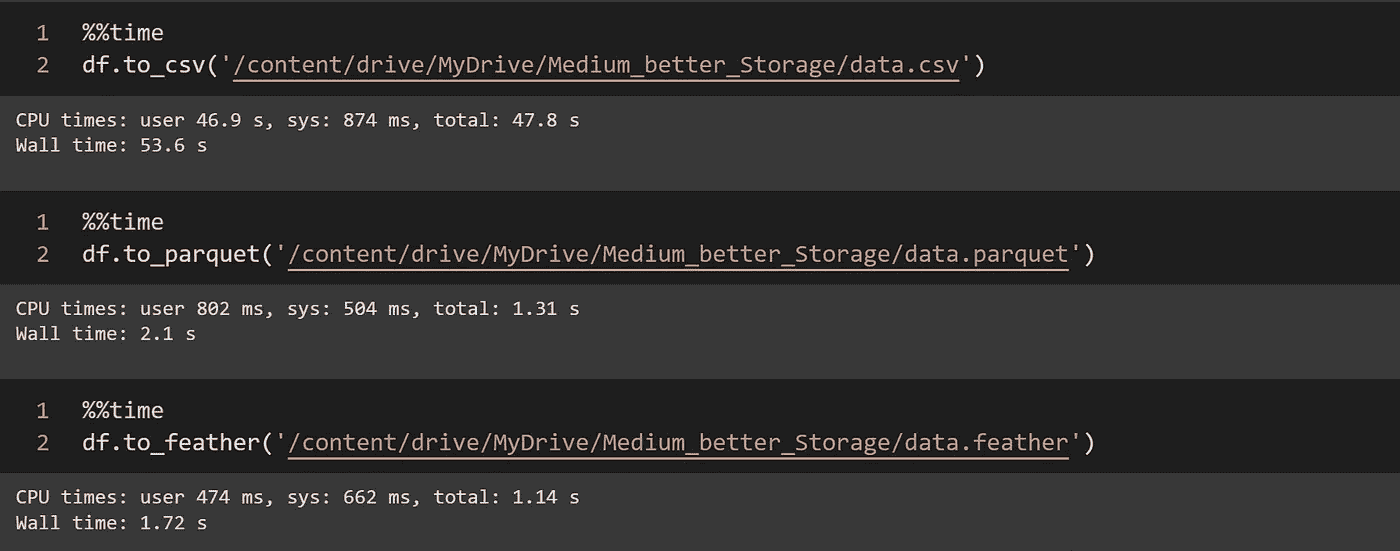 1 %%time
2 df.to_csv('/content/drive/MyDrive/Medium_better_Storage/data.csv')
CPU times: user 46.9 s, sys: 874 ms, total: 47.8 s
Wall time: 53.6 s
1 %%time
2 df.to_parquet('/content/drive/MyDrive/Medium_better_Storage/data.parquet')
CPU times: user 802 ms, sys: 504 ms, total: 1.31 s
Wall time: 2.1 s
1 %%time
2 df.to_feather('/content/drive/MyDrive/Medium_better_Storage/data.feather')
CPU times: user 474 ms, sys: 662 ms, total: 1.14 s
Wall time: 1.72 s